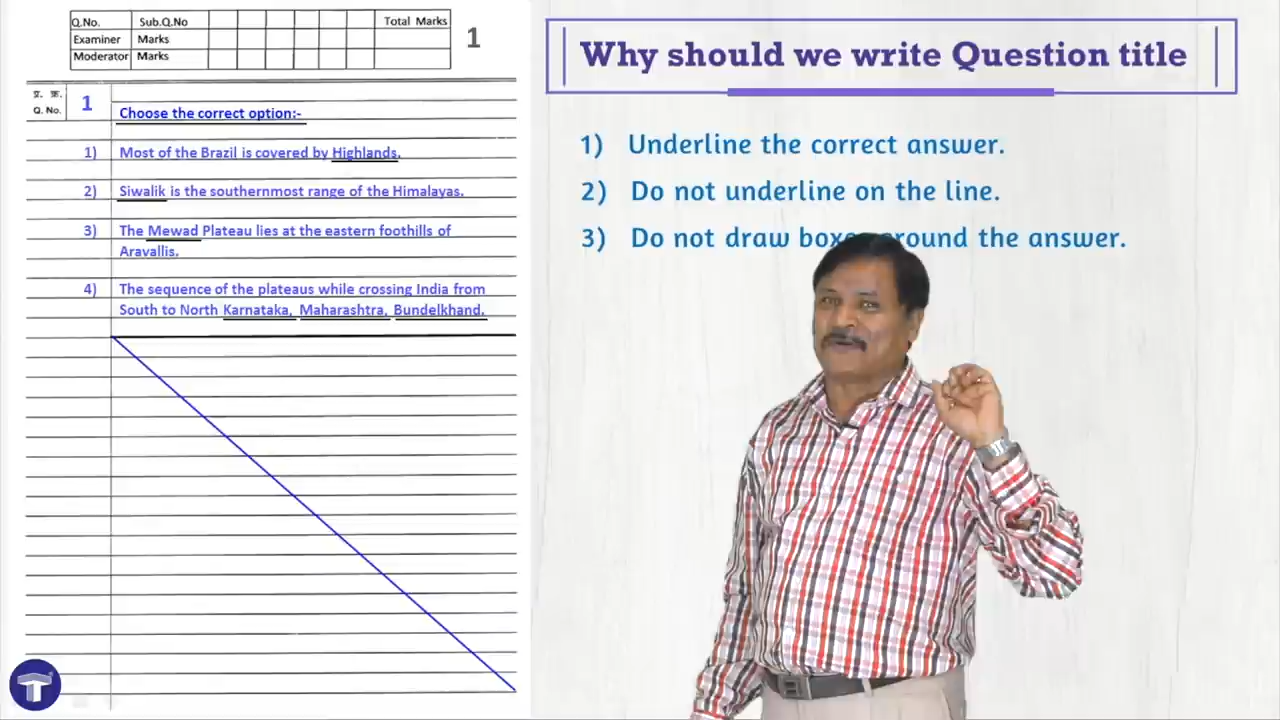 Q.No.
Sub.Q.No
Total Marks
Examiner
Marks
Moderator
Marks
1
प्र. क्र.
Q. No.
1
Choose the correct option:-
1) Most of the Brazil is covered by Highlands.
2) Siwalik is the southernmost range of the Himalayas.
3) The Mewad Plateau lies at the eastern foothills of
Aravallis.
4) The sequence of the plateaus while crossing India from
South to North Karnataka, Maharashtra, Bundelkhand.
Why should we write Question title
1) Underline the correct answer.
2) Do not underline on the line.
3) Do not draw boxes around the answer.